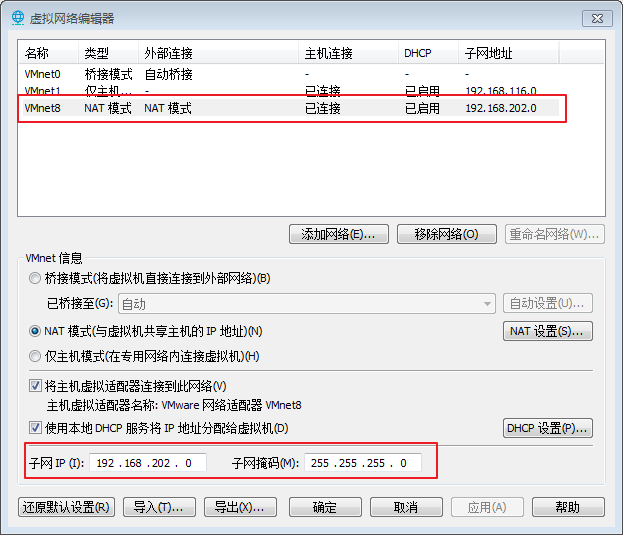 虚拟网络编辑器
名称 类型 外部连接 主机连接 DHCP 子网地址
VMnet0 桥接模式 自动桥接 - - -
VMnet1 仅主机... - 已连接 已启用 192.168.116.0
VMnet8 NAT 模式 NAT 模式 已连接 已启用 192.168.202.0
添加网络(E)... 移除网络(O) 重命名网络(W)...
VMnet 信息
桥接模式(将虚拟机直接连接到外部网络)(B)
已桥接至(G): 自动 自动设置(U)...
NAT 模式(与虚拟机共享主机的 IP 地址)(N) NAT 设置(S)...
仅主机模式(在专用网络内连接虚拟机)(H)
将主机虚拟适配器连接到此网络(V)
主机虚拟适配器名称: VMware 网络适配器 VMnet8
使用本地 DHCP 服务将 IP 地址分配给虚拟机(D) DHCP 设置(P)...
子网 IP (I): 192 .168 .202 . 0 子网掩码(M): 255 .255 .255 . 0
还原默认设置(R) 导入(T)... 导出(X)... 确定 取消 应用(A) 帮助